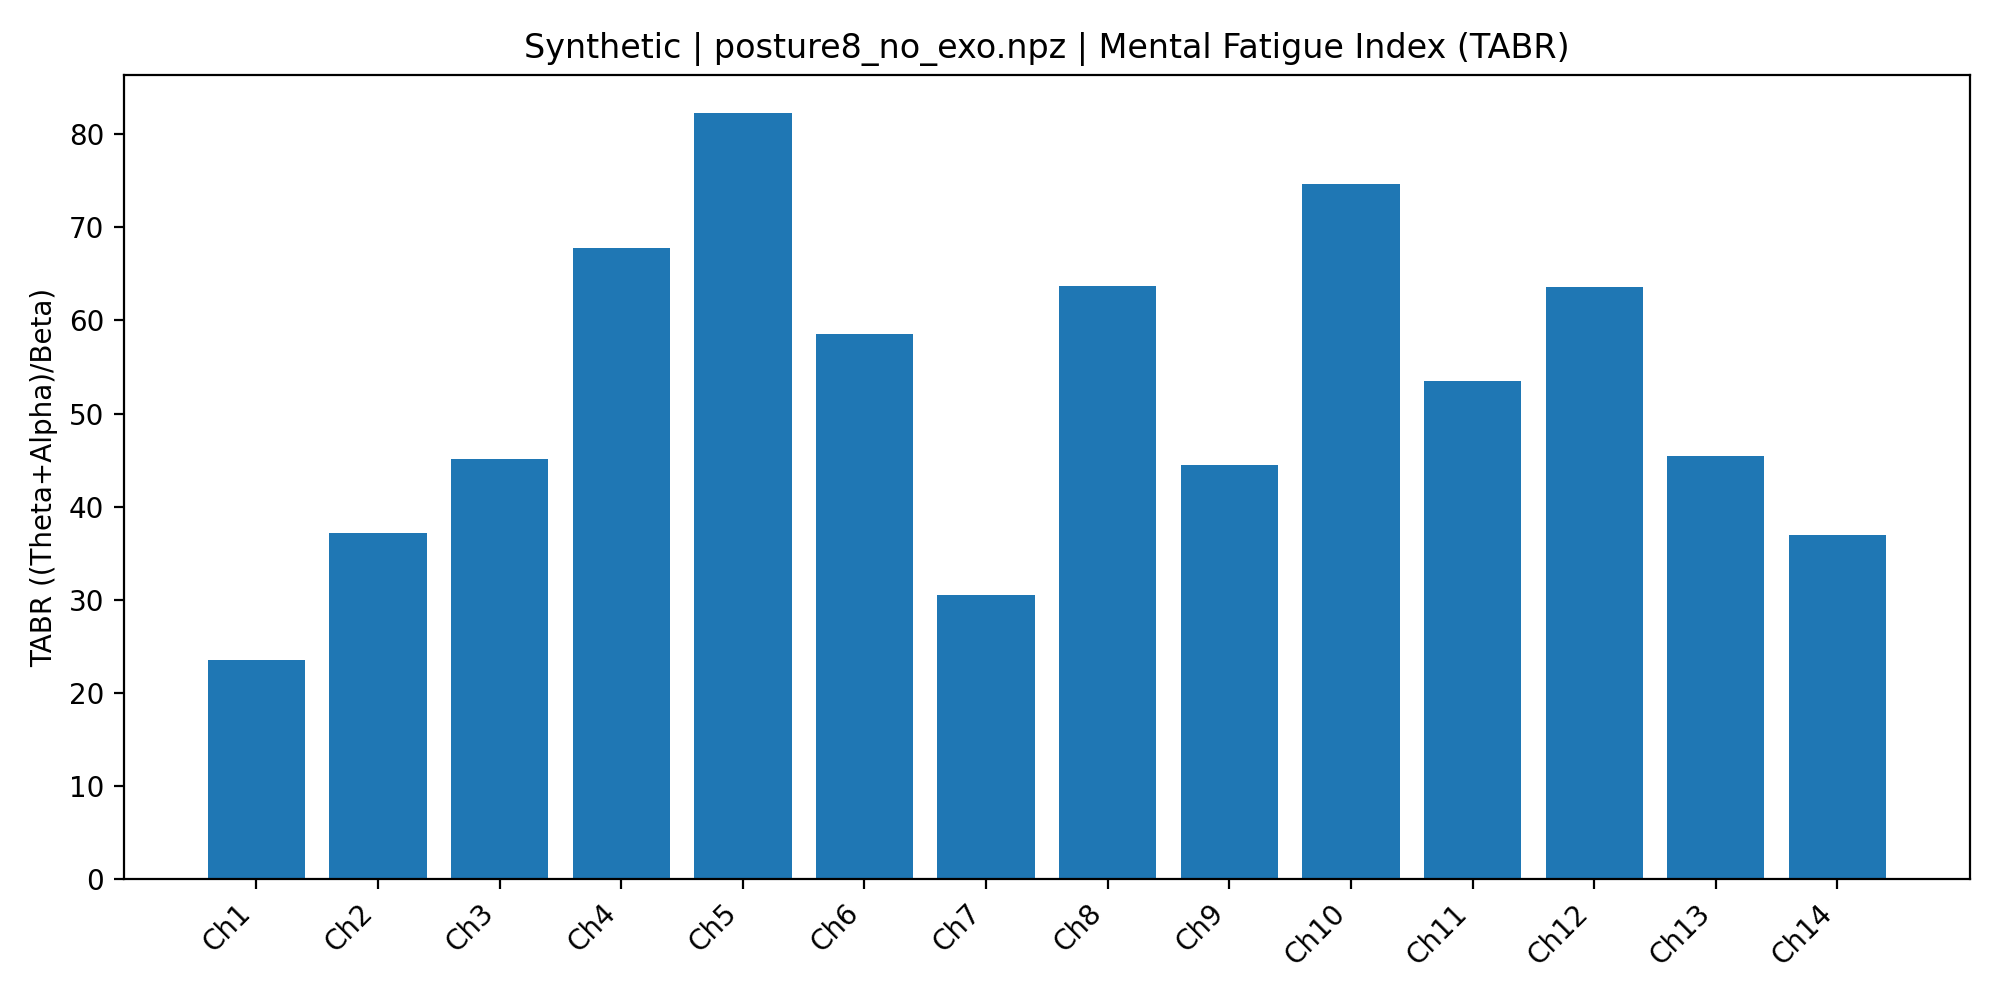 Synthetic | posture8_no_exo.npz | Mental Fatigue Index (TABR)
TABR ((Theta+Alpha)/Beta)
80
70
60
50
40
30
20
10
0
Ch1
Ch2
Ch3
Ch4
Ch5
Ch6
Ch7
Ch8
Ch9
Ch10
Ch11
Ch12
Ch13
Ch14